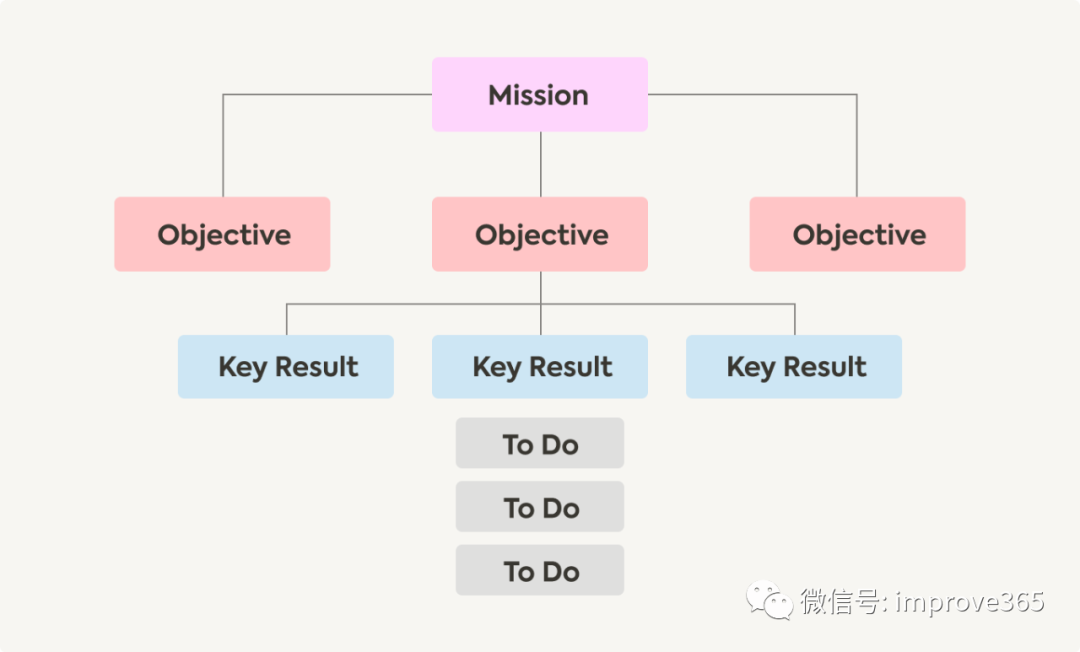 Mission
Objective
Objective
Objective
Key Result
Key Result
Key Result
To Do
To Do
To Do
微信号: improve365